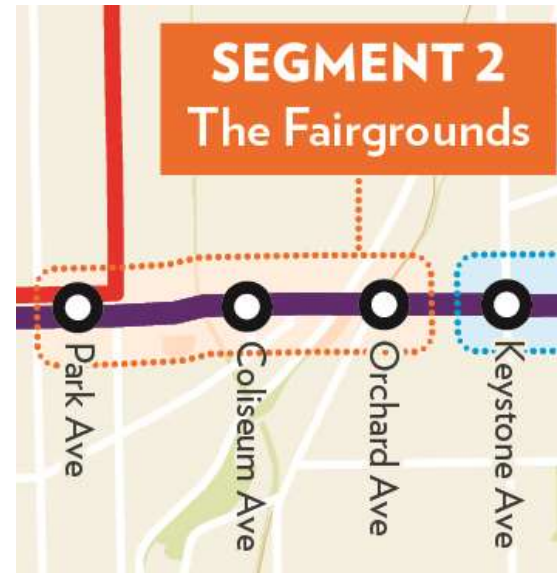 SEGMENT 2
The Fairgrounds
Park Ave
Coliseum Ave
Orchard Ave
Keystone Ave